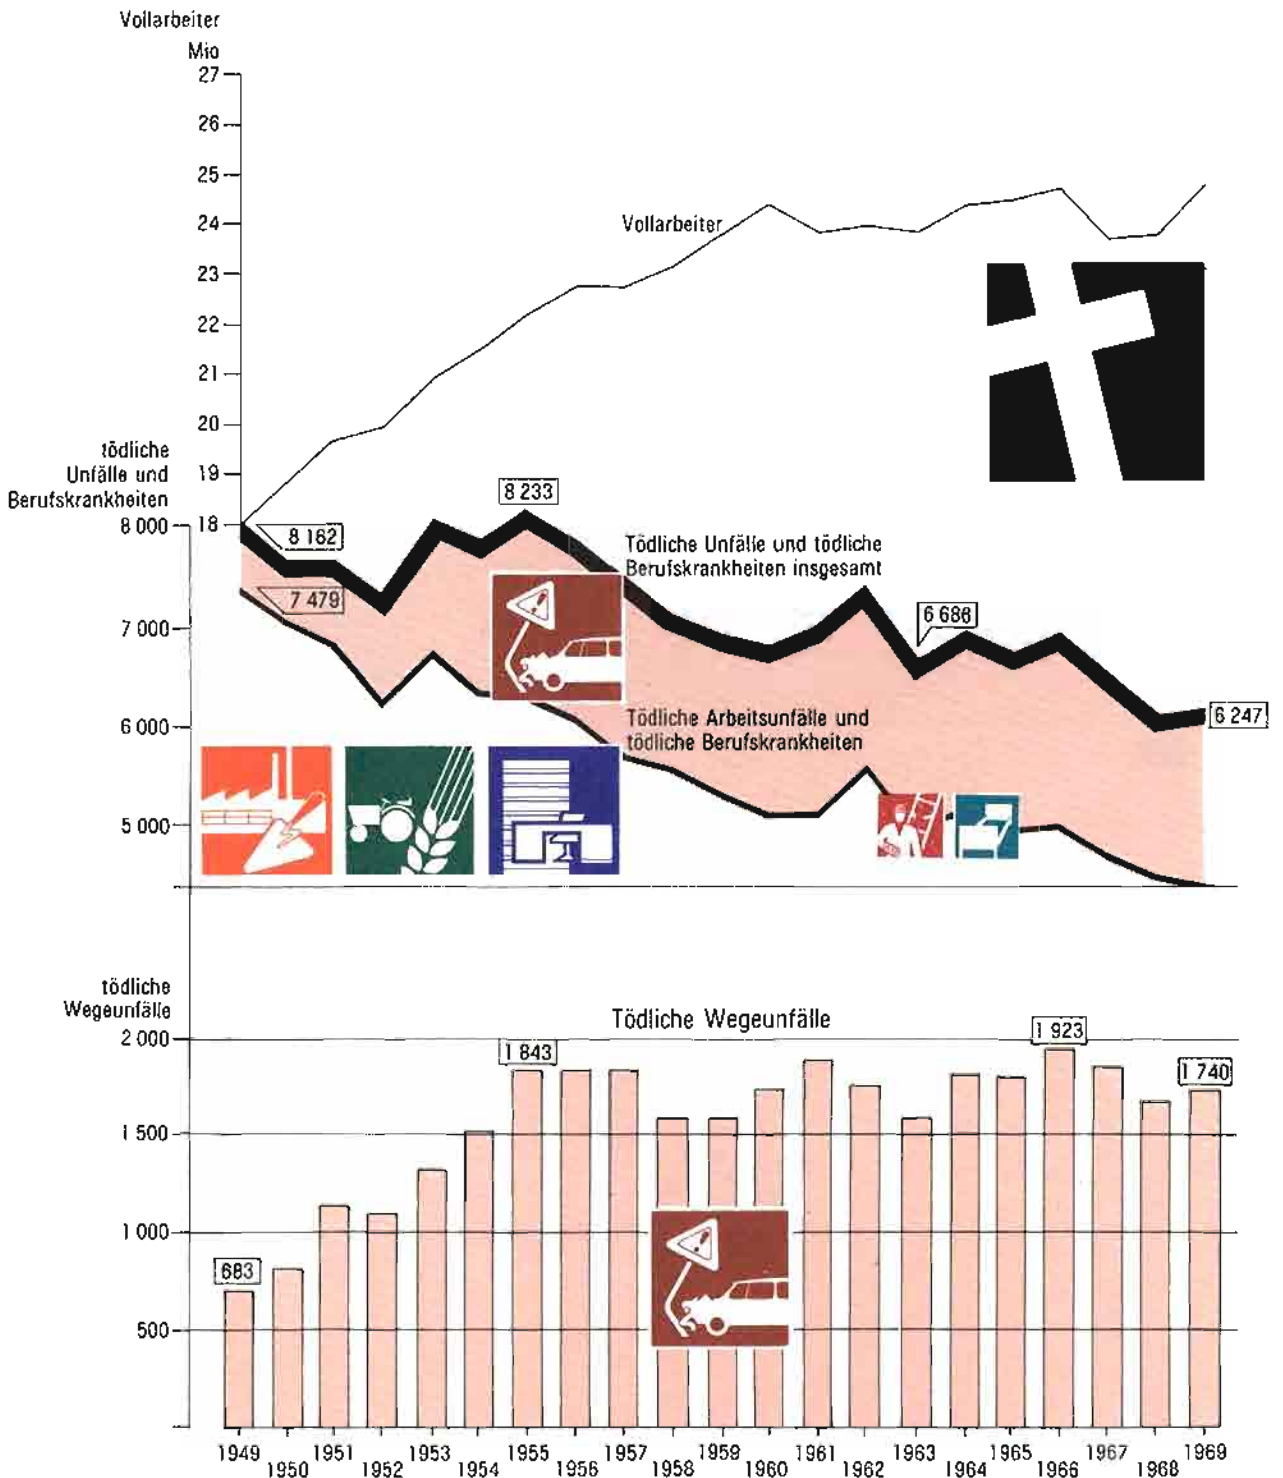 Vollarbeiter
Mio
27
26
25
24
23
22
21
20
19
18
Vollarbeiter
tödliche
Unfälle und
Berufskrankheiten
8 000
7 000
6 000
5 000
8 162
7 479
8 233
Tödliche Unfälle und tödliche
Berufskrankheiten insgesamt
6 686
6 247
Tödliche Arbeitsunfälle und
tödliche Berufskrankheiten
tödliche
Wegeunfälle
Tödliche Wegeunfälle
2 000
1 500
1 000
500
683
1 843
1 923
1 740
1949 1950 1951 1952 1953 1954 1955 1956 1957 1958 1959 1960 1961 1962 1963 1964 1965 1966 1967 1968 1969